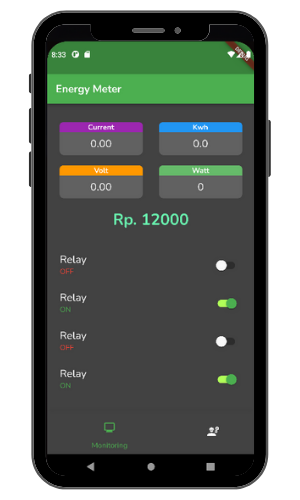 8:33
DEBUG
Energy Meter
Current
Kwh
0.00
0.0
Volt
Watt
0.00
0
Rp. 12000
Relay
OFF
Relay
ON
Relay
OFF
Relay
ON
Monitoring